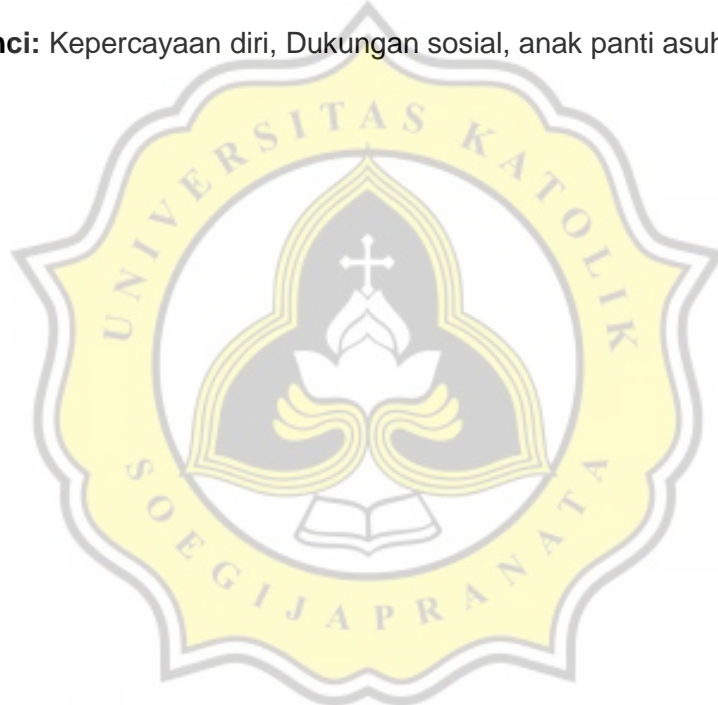 nci: Kepercayaan diri, Dukungan sosial, anak panti asuh
UNIVERSITAS KATOLIK
SOEGIJAPRANATA